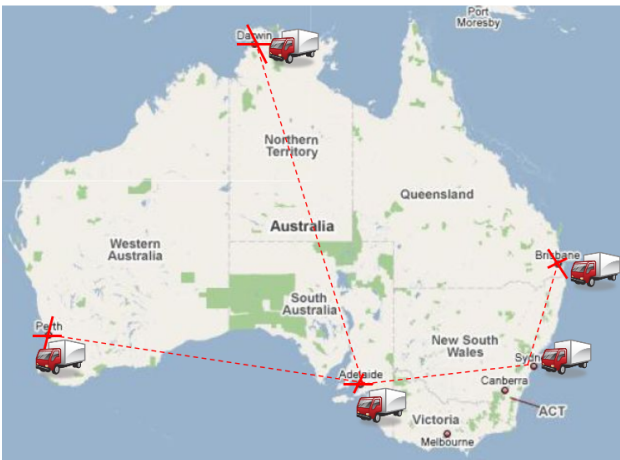 Port
Moresby
Darwin
Northern
Territory
Queensland
Australia
Western
Australia
Brisbane
South
Australia
Perth
New South
Wales
Sydne
Adelaide
Canberra
ACT
Victoria
Melbourne